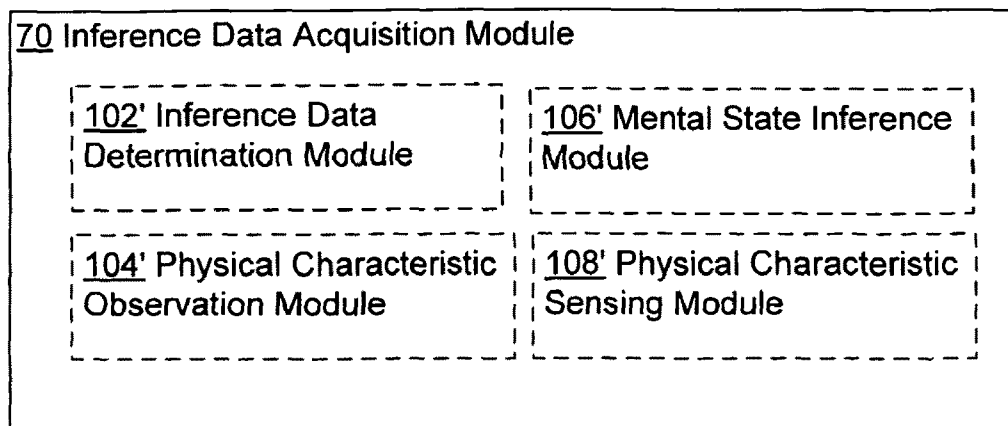 70 Inference Data Acquisition Module
102' Inference Data
Determination Module
106' Mental State Inference
Module
104' Physical Characteristic
Observation Module
108' Physical Characteristic
Sensing Module